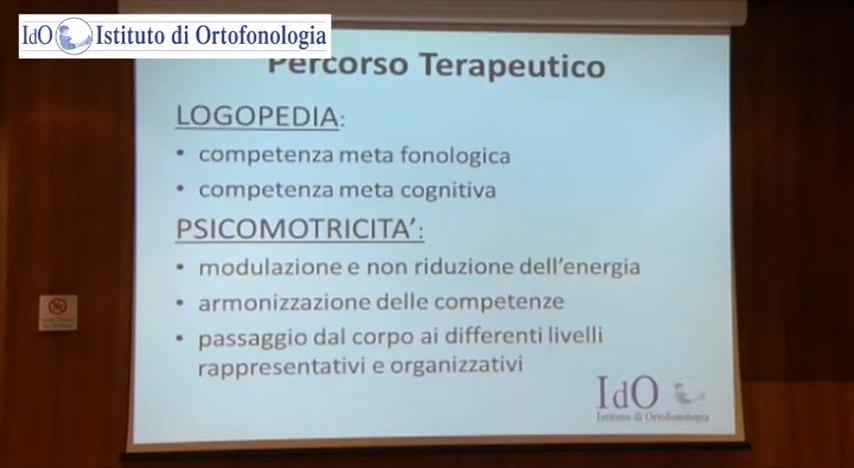 IdO Istituto di Ortofonologia
Percorso Terapeutico
LOGOPEDIA:
• competenza meta fonologica
• competenza meta cognitiva
PSICOMOTRICITA':
• modulazione e non riduzione dell'energia
• armonizzazione delle competenze
• passaggio dal corpo ai differenti livelli
rappresentativi e organizzativi
IdO
Istituto di Ortofonologia